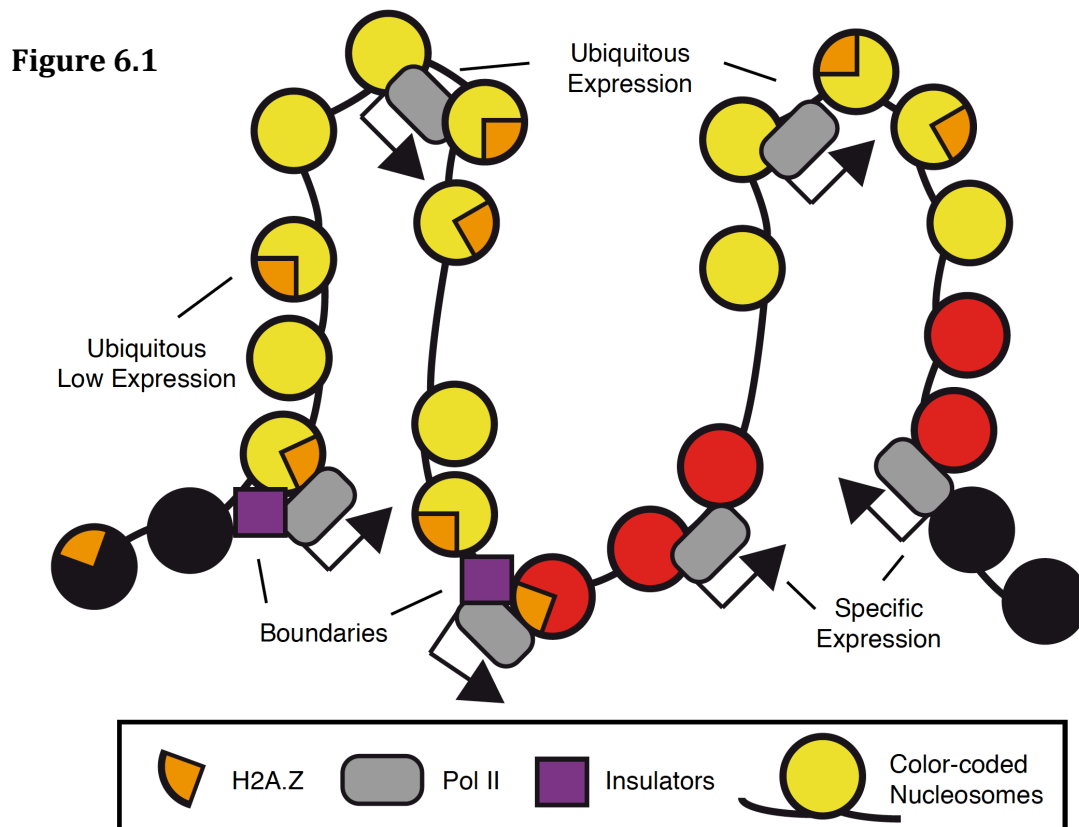 Figure 6.1
Ubiquitous
Expression
Ubiquitous
Low Expression
Boundaries
Specific
Expression
H2A.Z
Pol II
Insulators
Color-coded
Nucleosomes